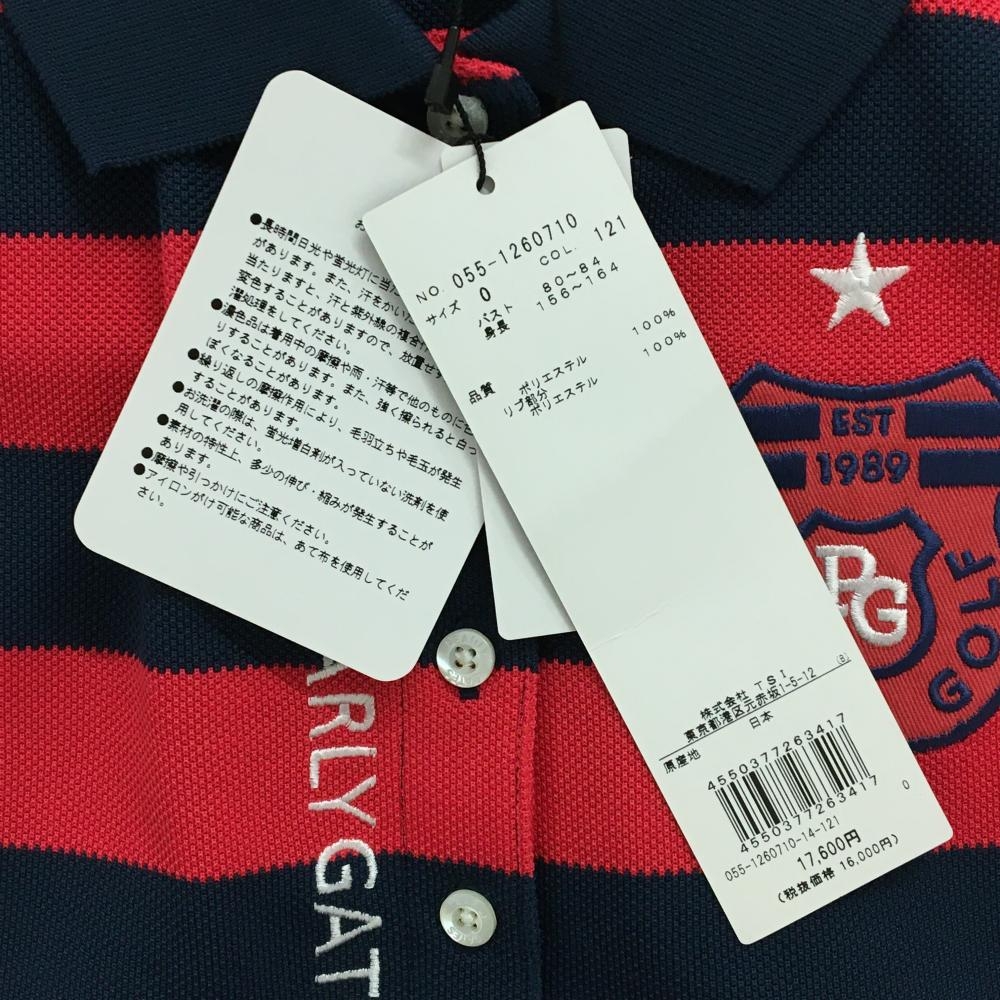 お
●長時間日光や蛍光灯に当
があります。また、汗をかい
当たりますと、汗と紫外線の複合
変色することがありますので、放置せず
濯処理をしてください。
●濃色品は着用中の摩擦や雨・汗等で他のものに
りすることがあります。また、強く擦られると白っ
ぽくなることがあります。
●繰り返しの摩擦作用により、毛羽立ちや毛玉が発生
することがあります。
●お洗濯の際は、蛍光増白剤が入っていない洗剤を使
用してください。
●素材の特性上、多少の伸び・縮みが発生することが
あります。
●摩擦や引っかけにご注意ください。
●アイロンがけ可能な商品は、あて布を使用してくだ
さい。
NO. 055-1260710
COL. 121
サイズ 0
バスト 80～84
身長 156～164
品質 ポリエステル 100%
リブ部分
ポリエステル 100%
株式会社 TSI (B)
東京都港区元赤坂1-5-12
原産地 日本
4550377263417
4550377263417 0
055-1260710-14-121
17,600円
(税抜価格 16,000円)
EST
1989
PG
GOLF
ARLY GAT